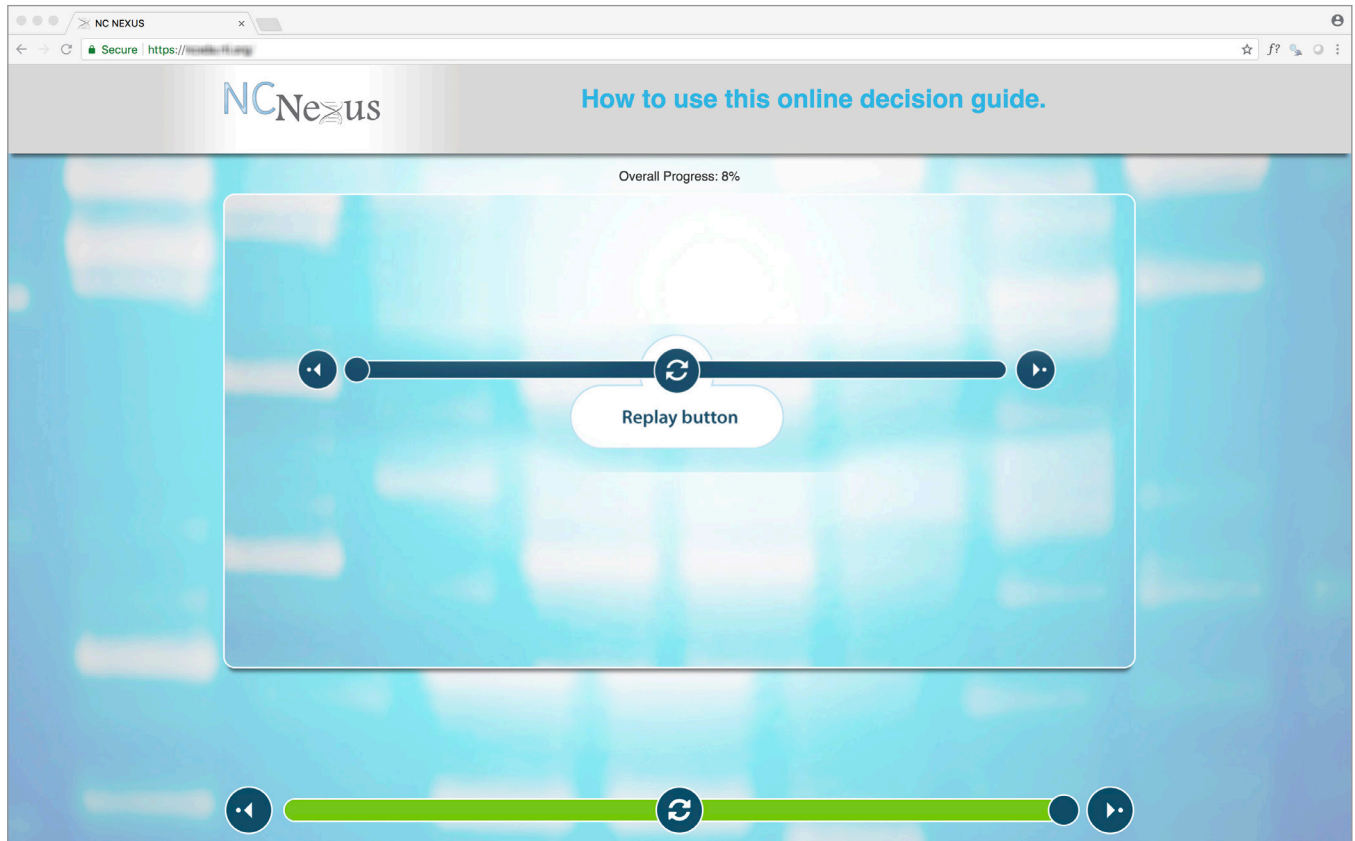 NC NEXUS
Secure https://
f?
NCNexus
How to use this online decision guide.
Overall Progress: 8%
Replay button